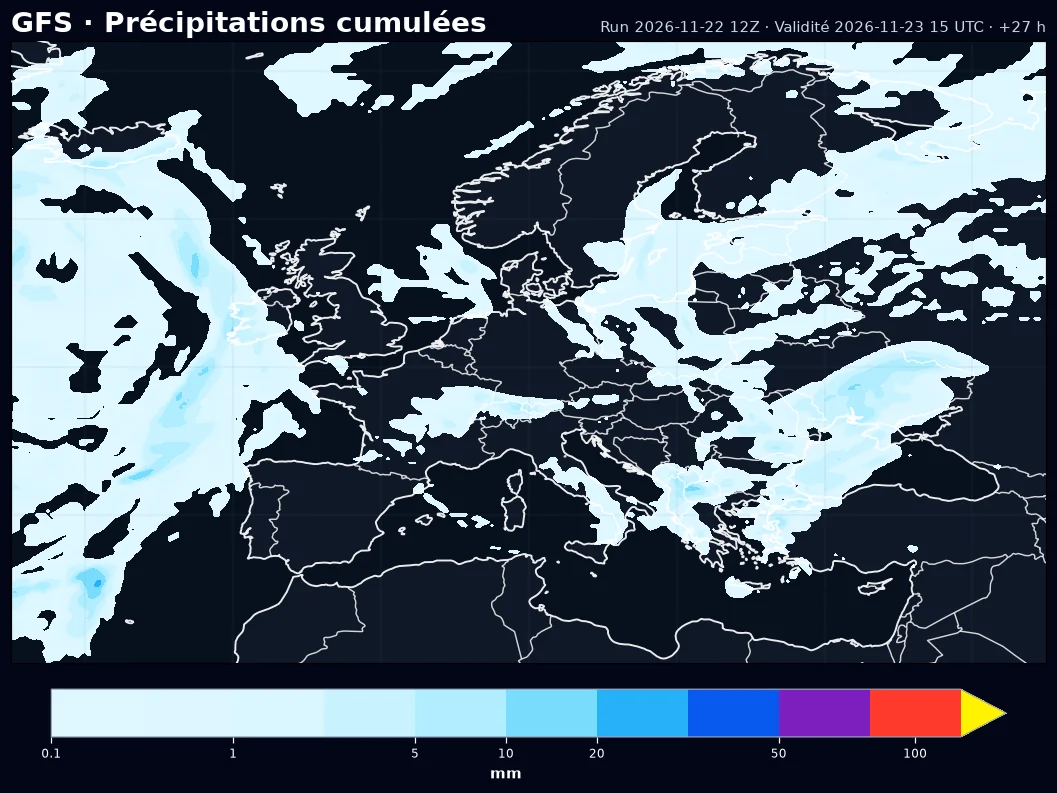 GFS · Précipitations cumulées
Run 2026-11-22 12Z · Validité 2026-11-23 15 UTC · +27 h
0.1 1 5 10 20 50 100
mm